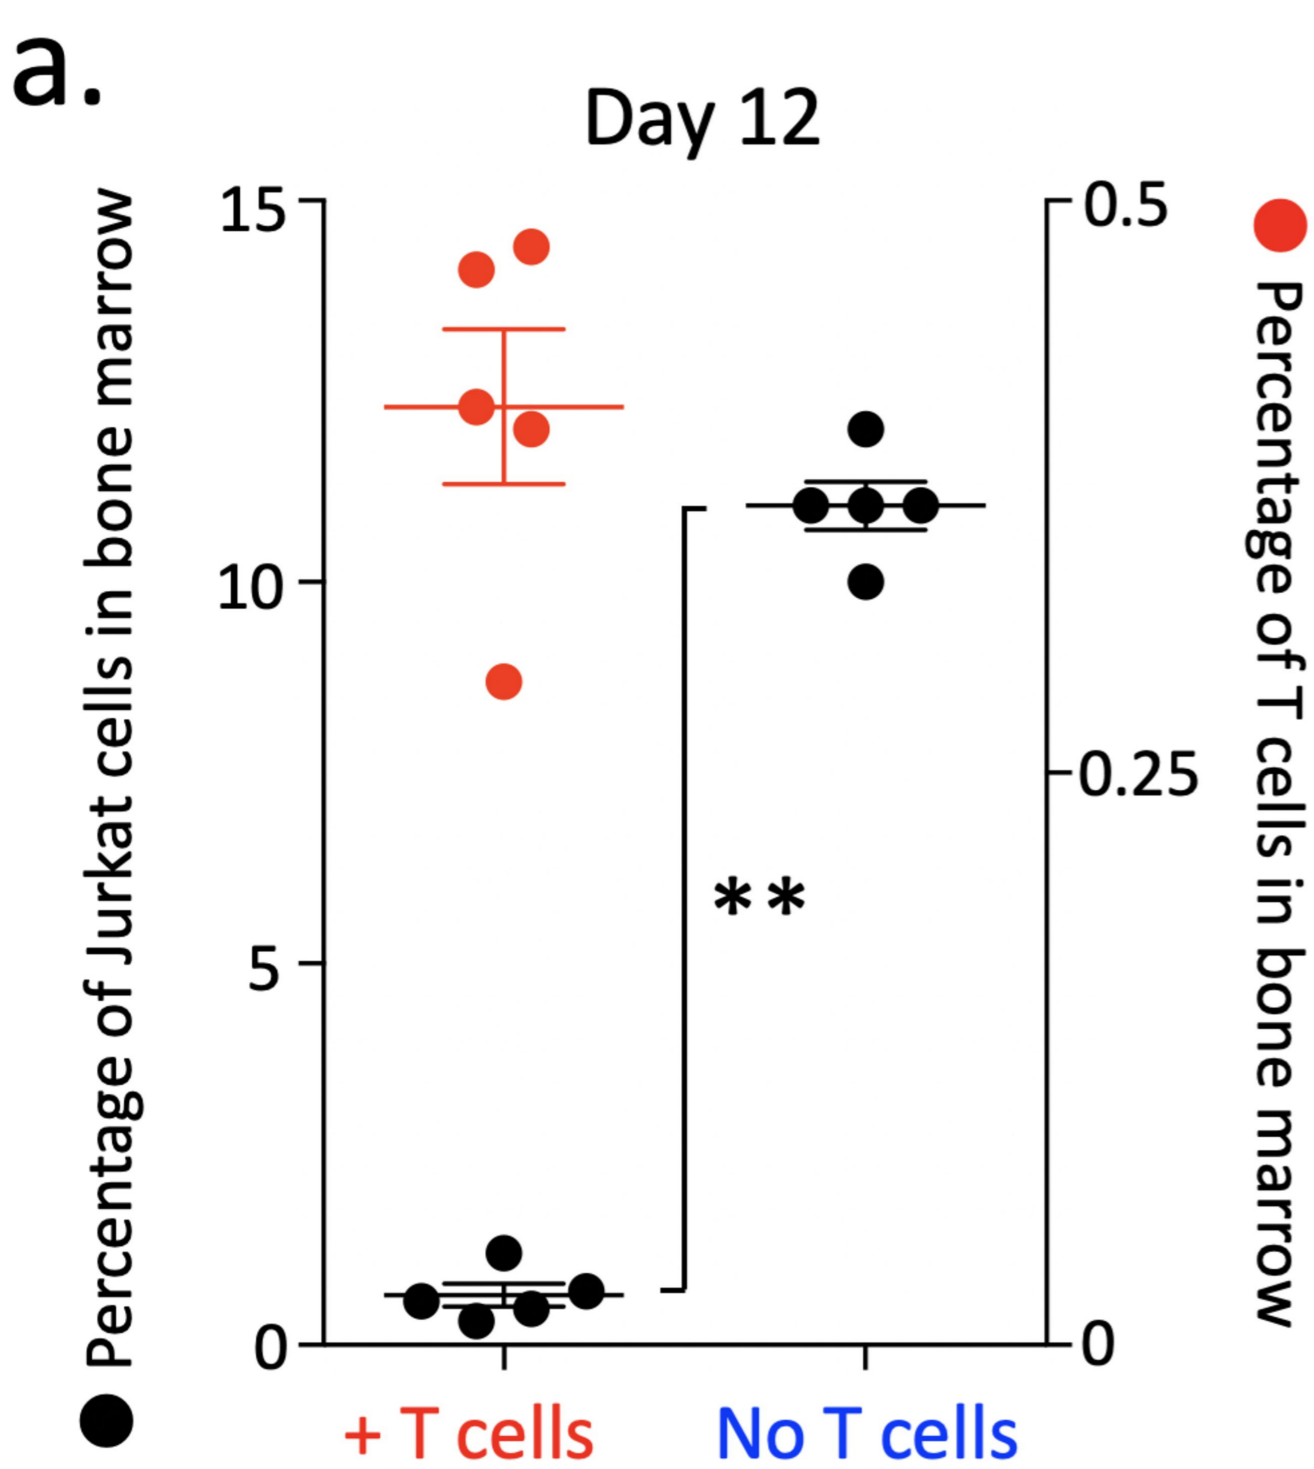 a.
Day 12
Percentage of Jurkat cells in bone marrow
15
10
5
0
**
0.5
0.25
0
Percentage of T cells in bone marrow
+ T cells
No T cells